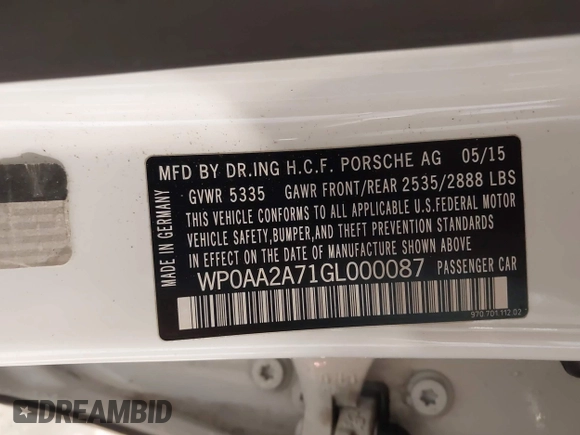 MFD BY DR.ING H.C.F. PORSCHE AG 05/15
GVWR 5335 GAWR FRONT/REAR 2535/2888 LBS
THIS VEHICLE CONFORMS TO ALL APPLICABLE U.S.FEDERAL MOTOR
VEHICLE SAFETY,BUMPER,AND THEFT PREVENTION STANDARDS
IN EFFECT ON THE DATE OF MANUFACTURE SHOWN ABOVE
WP0AA2A71GL000087 PASSENGER CAR
970.701.112.02
MADE IN GERMANY
DREAMBID